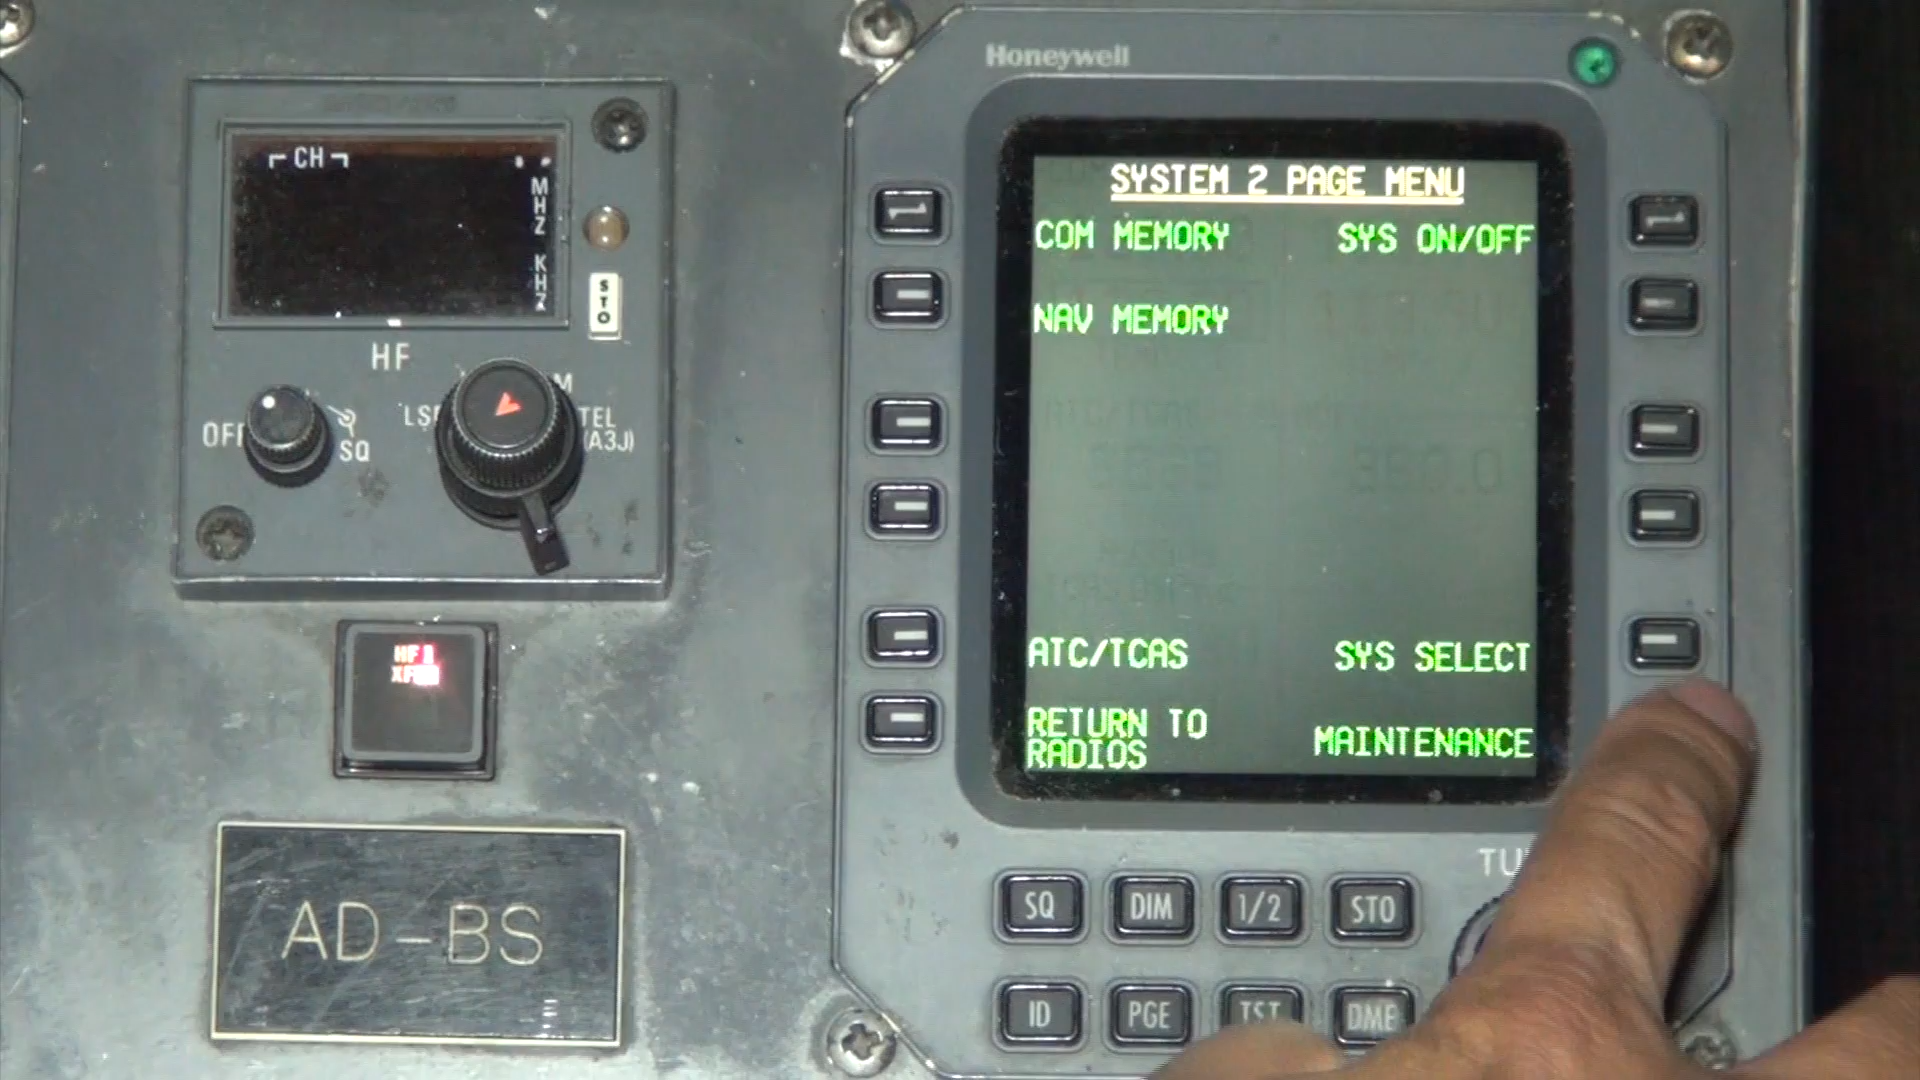 Honeywell
CH
MHZ
KHZ
STO
HF
OFF
SQ
TEL
(A3J)
AD-BS
SYSTEM 2 PAGE MENU
COM MEMORY SYS ON/OFF
NAV MEMORY
ATC/TCAS SYS SELECT
RETURN TO
RADIOS
MAINTENANCE
SQ DIM 1/2 STO
ID PGE TST DME